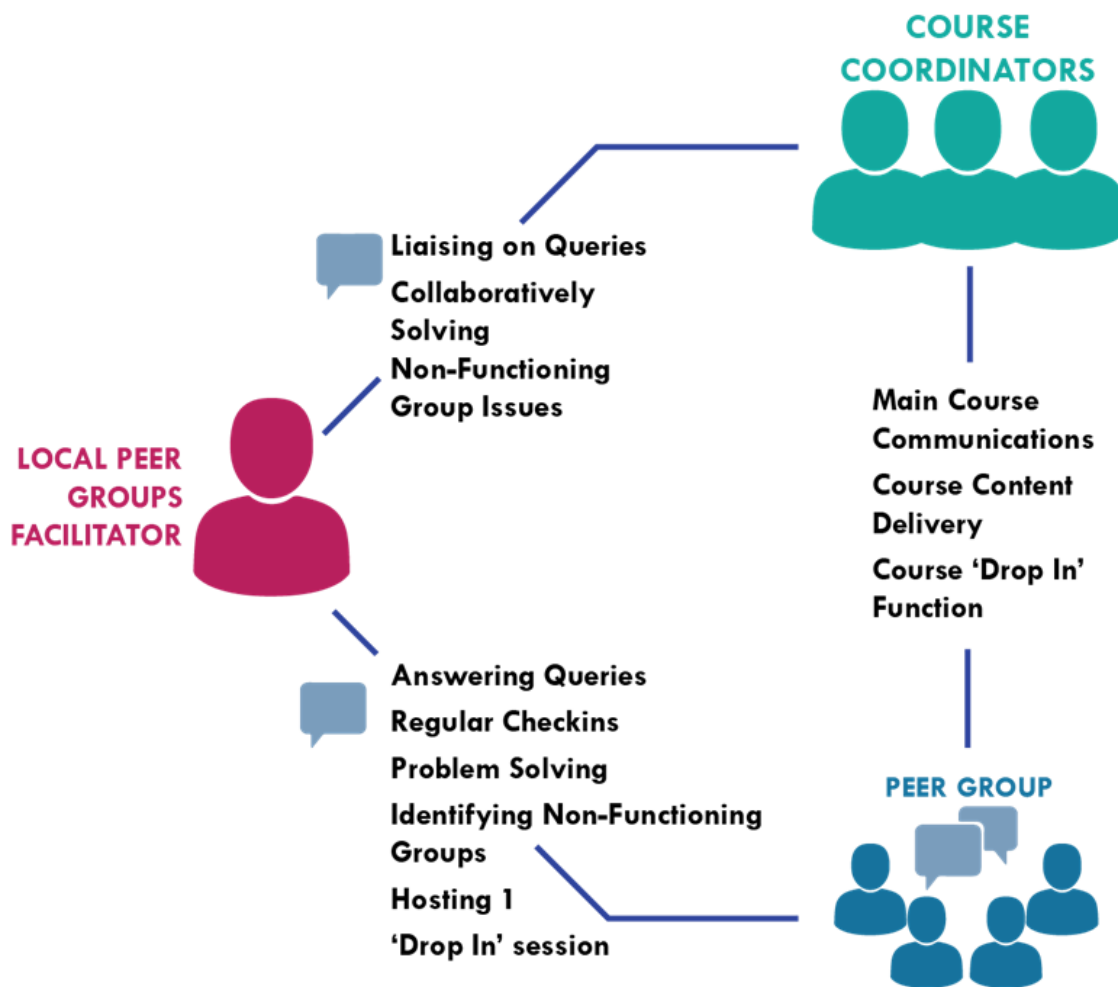 COURSE
COORDINATORS
Liaising on Queries
Collaboratively
Solving
Non-Functioning
Group Issues
LOCAL PEER
GROUPS
FACILITATOR
Main Course
Communications
Course Content
Delivery
Course ‘Drop In’
Function
Answering Queries
Regular Checkins
Problem Solving
Identifying Non-Functioning
Groups
Hosting 1
‘Drop In’ session
PEER GROUP